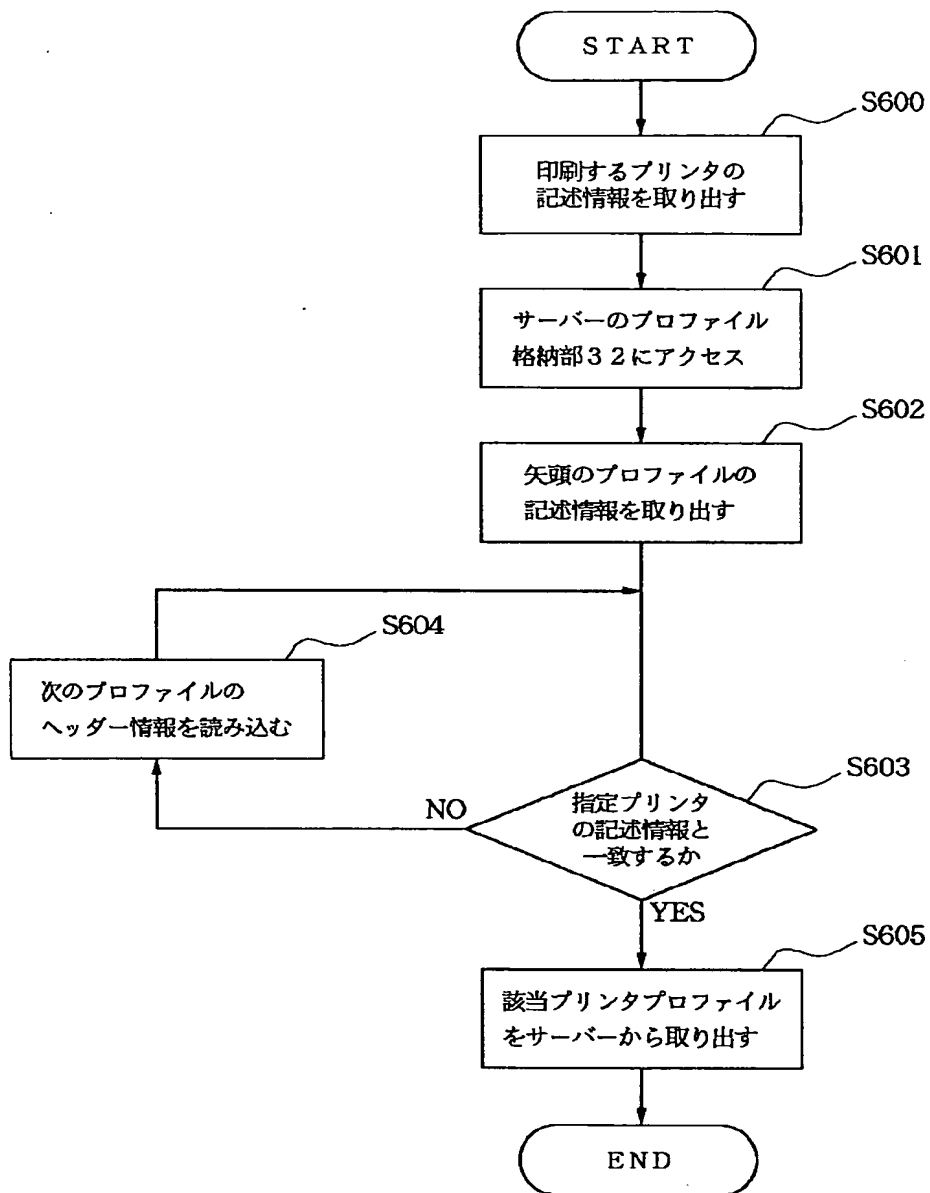 START
S600
印刷するプリンタの
記述情報を取り出す
S601
サーバーのプロファイル
格納部32にアクセス
S602
矢頭のプロファイルの
記述情報を取り出す
S604
次のプロファイルの
ヘッダー情報を読み込む
S603
指定プリンタ
の記述情報と
一致するか
NO
YES
S605
該当プリンタプロファイル
をサーバーから取り出す
END